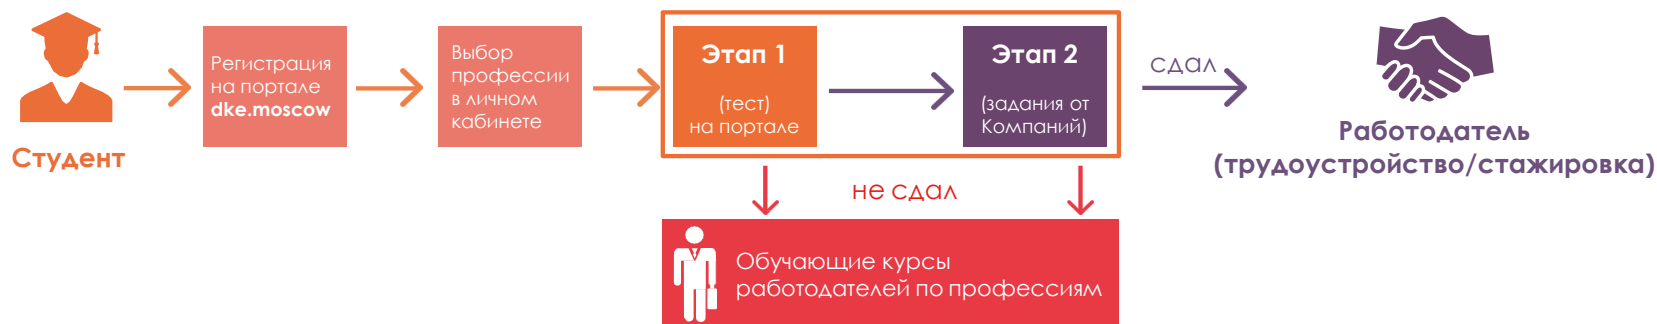 Студент
Регистрация
на портале
dke.moscow
Выбор
профессии
в личном
кабинете
Этап 1
(тест)
на портале
Этап 2
(задания от
Компаний)
сдал
Работодатель
(трудоустройство/стажировка)
не сдал
Обучающие курсы
работодателей по профессиям